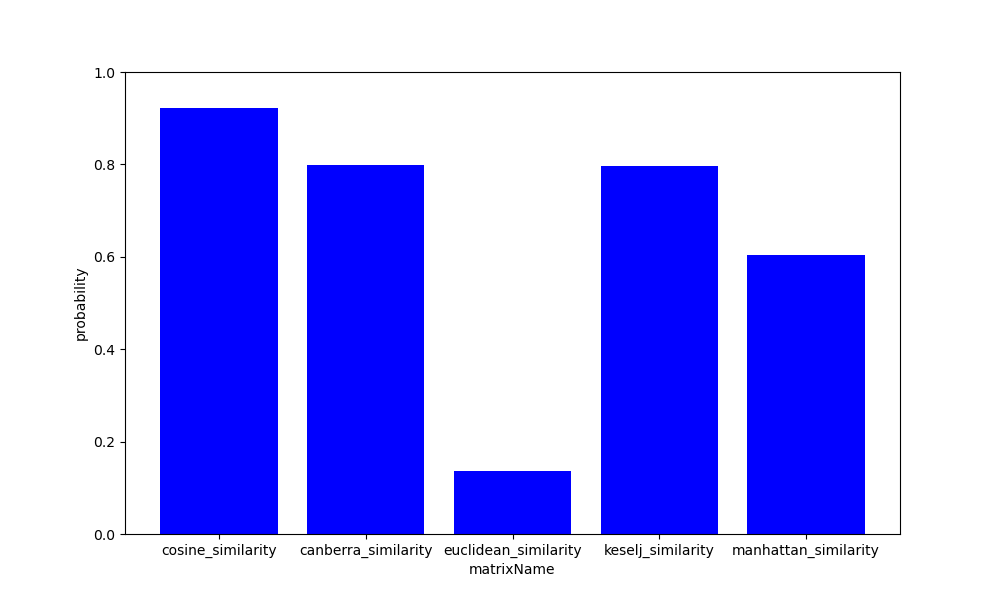 1.0
0.8
0.6
0.4
0.2
0.0
probability
cosine_similarity canberra_similarity euclidean_similarity keselj_similarity manhattan_similarity
matrixName